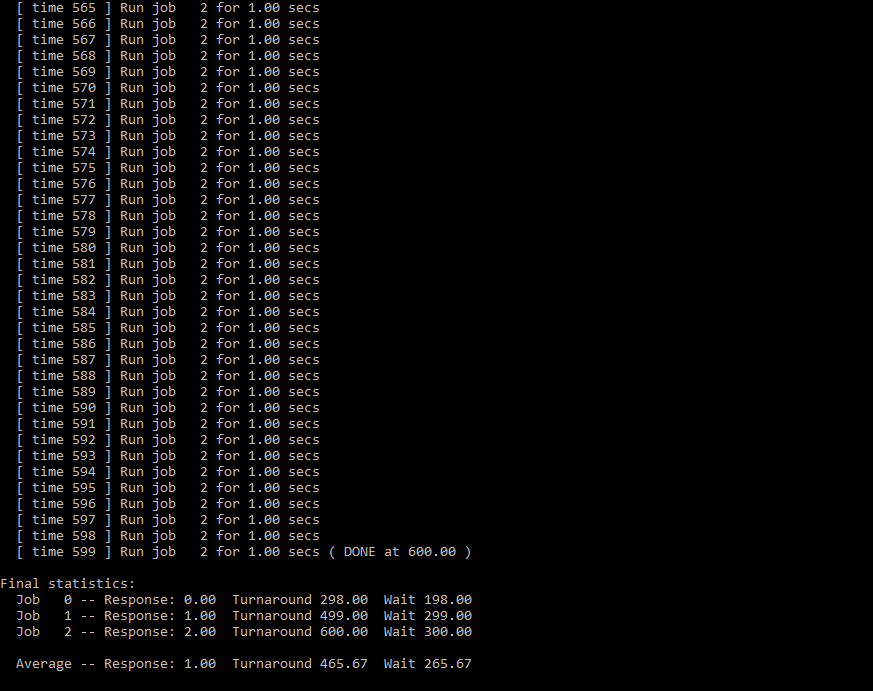 [ time 565 ] Run job   2 for 1.00 secs
[ time 566 ] Run job   2 for 1.00 secs
[ time 567 ] Run job   2 for 1.00 secs
[ time 568 ] Run job   2 for 1.00 secs
[ time 569 ] Run job   2 for 1.00 secs
[ time 570 ] Run job   2 for 1.00 secs
[ time 571 ] Run job   2 for 1.00 secs
[ time 572 ] Run job   2 for 1.00 secs
[ time 573 ] Run job   2 for 1.00 secs
[ time 574 ] Run job   2 for 1.00 secs
[ time 575 ] Run job   2 for 1.00 secs
[ time 576 ] Run job   2 for 1.00 secs
[ time 577 ] Run job   2 for 1.00 secs
[ time 578 ] Run job   2 for 1.00 secs
[ time 579 ] Run job   2 for 1.00 secs
[ time 580 ] Run job   2 for 1.00 secs
[ time 581 ] Run job   2 for 1.00 secs
[ time 582 ] Run job   2 for 1.00 secs
[ time 583 ] Run job   2 for 1.00 secs
[ time 584 ] Run job   2 for 1.00 secs
[ time 585 ] Run job   2 for 1.00 secs
[ time 586 ] Run job   2 for 1.00 secs
[ time 587 ] Run job   2 for 1.00 secs
[ time 588 ] Run job   2 for 1.00 secs
[ time 589 ] Run job   2 for 1.00 secs
[ time 590 ] Run job   2 for 1.00 secs
[ time 591 ] Run job   2 for 1.00 secs
[ time 592 ] Run job   2 for 1.00 secs
[ time 593 ] Run job   2 for 1.00 secs
[ time 594 ] Run job   2 for 1.00 secs
[ time 595 ] Run job   2 for 1.00 secs
[ time 596 ] Run job   2 for 1.00 secs
[ time 597 ] Run job   2 for 1.00 secs
[ time 598 ] Run job   2 for 1.00 secs
[ time 599 ] Run job   2 for 1.00 secs ( DONE at 600.00 )
Final statistics:
Job   0 -- Response: 0.00  Turnaround 298.00  Wait 198.00
Job   1 -- Response: 1.00  Turnaround 499.00  Wait 299.00
Job   2 -- Response: 2.00  Turnaround 600.00  Wait 300.00
Average -- Response: 1.00  Turnaround 465.67  Wait 265.67